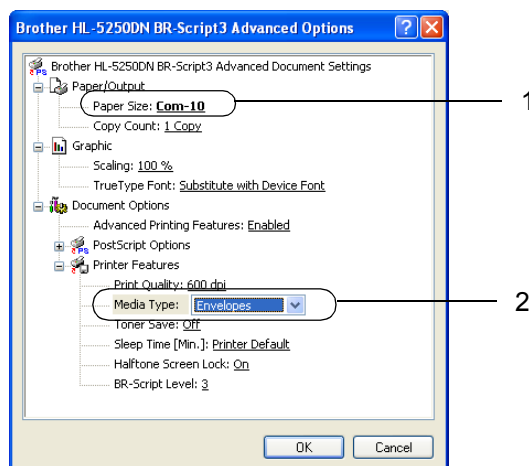 Brother HL-5250DN BR-Script3 Advanced Options
Brother HL-5250DN BR-Script3 Advanced Document Settings
Paper/Output
Paper Size: Com-10
1
Copy Count: 1 Copy
Graphic
Scaling: 100 %
TrueType Font: Substitute with Device Font
Document Options
Advanced Printing Features: Enabled
PostScript Options
Printer Features
Print Quality: 600 dpi
Media Type: Envelopes
2
Toner Save: Off
Sleep Time [Min.]: Printer Default
Halftone Screen Lock: On
BR-Script Level: 3
OK Cancel